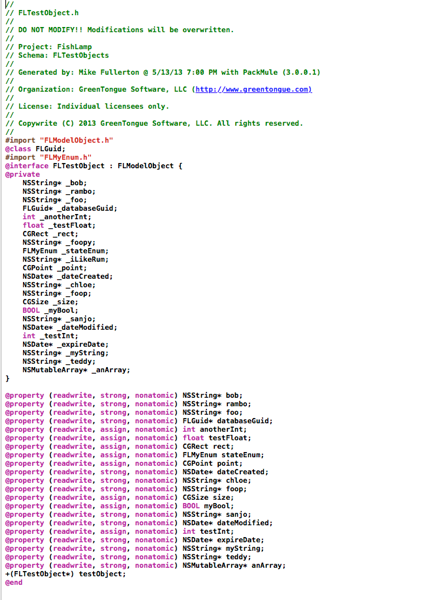 //
// FLTestObject.h
//
// DO NOT MODIFY!! Modifications will be overwritten.
//
// Project: FishLamp
// Schema: FLTestObjects
//
// Generated by: Mike Fullerton @ 5/13/13 7:00 PM with PackMule (3.0.0.1)
//
// Organization: GreenTongue Software, LLC (http://www.greentongue.com)
//
// License: Individual licensees only.
//
// Copywrite (C) 2013 GreenTongue Software, LLC. All rights reserved.
//
#import "FLModelObject.h"
@class FLGuid;
#import "FLMyEnum.h"
@interface FLTestObject : FLModelObject {
@private
NSString* _bob;
NSString* _rambo;
NSString* _foo;
FLGuid* _databaseGuid;
int _anotherInt;
float _testFloat;
CGRect _rect;
NSString* _foopy;
FLMyEnum _stateEnum;
NSString* _iLikeRum;
CGPoint _point;
NSDate* _dateCreated;
NSString* _chloe;
NSString* _foop;
CGSize _size;
BOOL _myBool;
NSString* _sanjo;
NSDate* _dateModified;
int _testInt;
NSDate* _expireDate;
NSString* _myString;
NSString* _teddy;
NSMutableArray* _anArray;
}
@property (readwrite, strong, nonatomic) NSString* bob;
@property (readwrite, strong, nonatomic) NSString* rambo;
@property (readwrite, strong, nonatomic) NSString* foo;
@property (readwrite, strong, nonatomic) FLGuid* databaseGuid;
@property (readwrite, assign, nonatomic) int anotherInt;
@property (readwrite, assign, nonatomic) float testFloat;
@property (readwrite, assign, nonatomic) CGRect rect;
@property (readwrite, assign, nonatomic) FLMyEnum stateEnum;
@property (readwrite, assign, nonatomic) CGPoint point;
@property (readwrite, strong, nonatomic) NSDate* dateCreated;
@property (readwrite, strong, nonatomic) NSString* chloe;
@property (readwrite, strong, nonatomic) NSString* foop;
@property (readwrite, assign, nonatomic) CGSize size;
@property (readwrite, assign, nonatomic) BOOL myBool;
@property (readwrite, strong, nonatomic) NSString* sanjo;
@property (readwrite, strong, nonatomic) NSDate* dateModified;
@property (readwrite, assign, nonatomic) int testInt;
@property (readwrite, strong, nonatomic) NSDate* expireDate;
@property (readwrite, strong, nonatomic) NSString* myString;
@property (readwrite, strong, nonatomic) NSString* teddy;
@property (readwrite, strong, nonatomic) NSMutableArray* anArray;
+(FLTestObject*) testObject;
@end